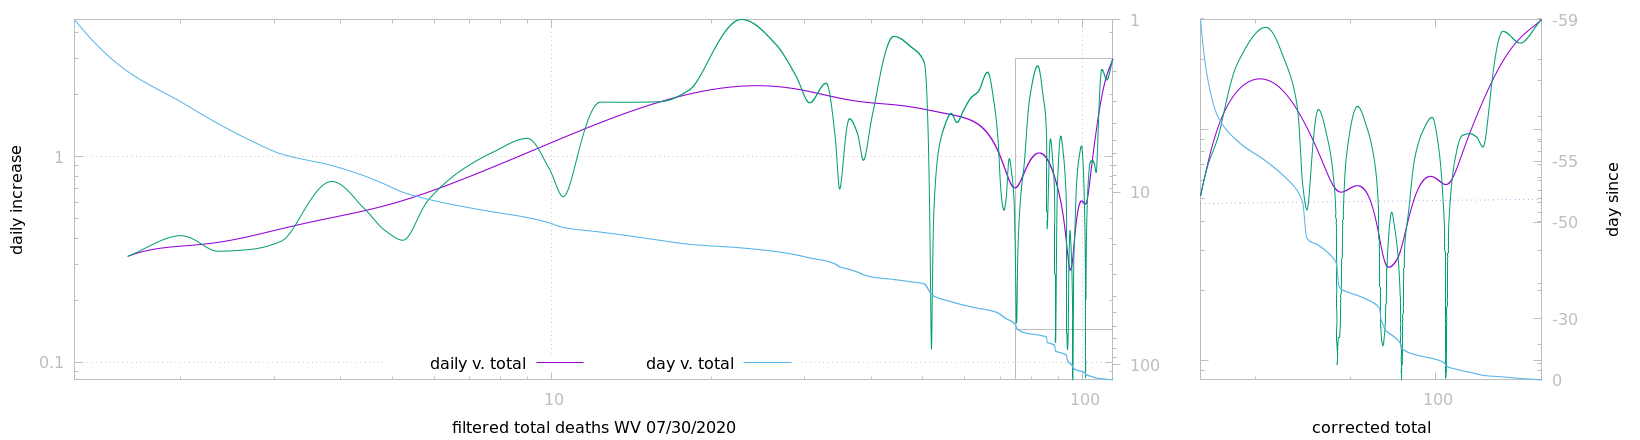 1
-59
1
-55
10
-50
-30
0.1
daily v. total
day v. total
100
0
10
100
100
daily increase
day since
filtered total deaths WV 07/30/2020
corrected total